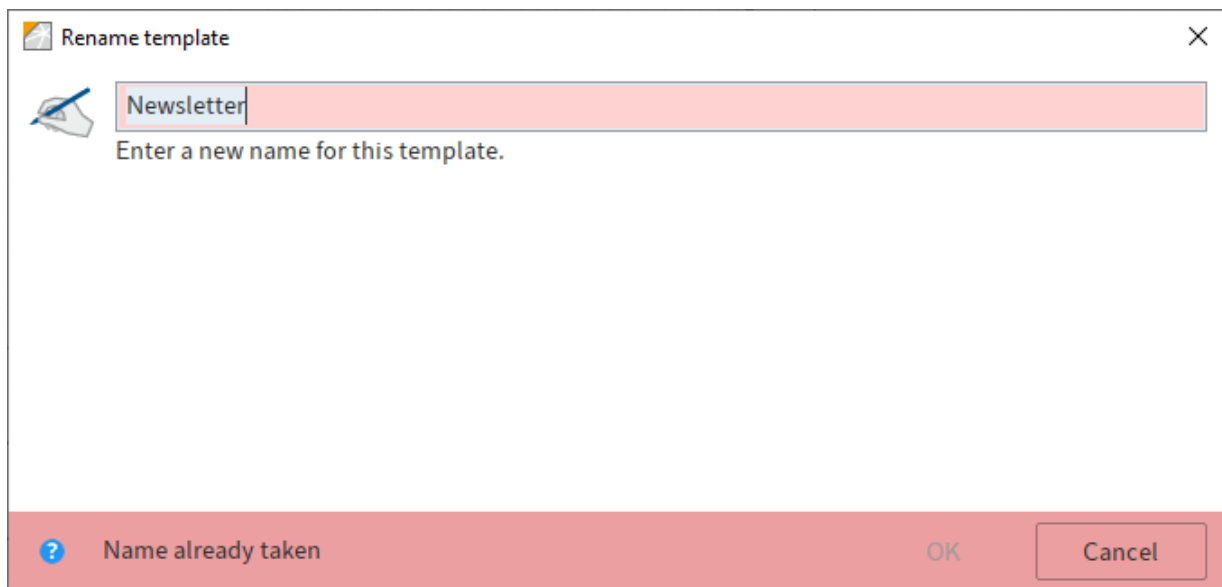 Rename template
Newsletter
Enter a new name for this template.
Name already taken
OK
Cancel